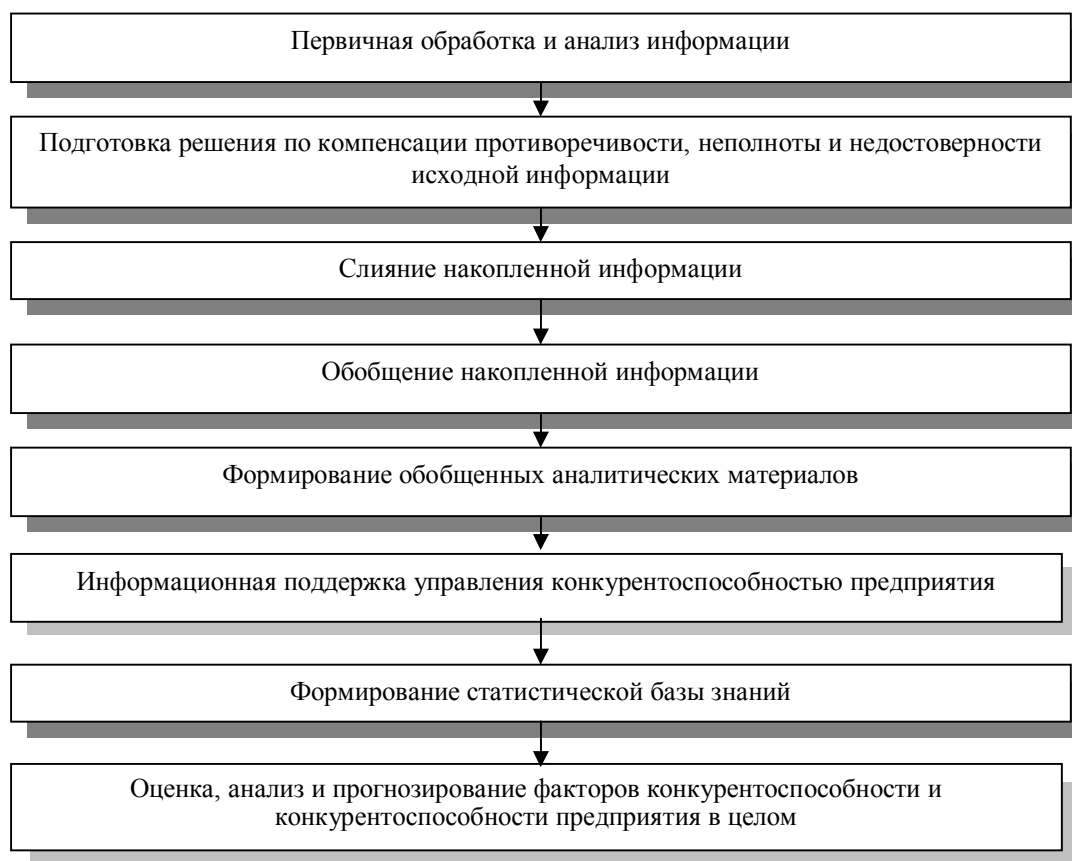 Первичная обработка и анализ информации
Подготовка решения по компенсации противоречивости, неполноты и недостоверности
исходной информации
Слияние накопленной информации
Обобщение накопленной информации
Формирование обобщенных аналитических материалов
Информационная поддержка управления конкурентоспособностью предприятия
Формирование статистической базы знаний
Оценка, анализ и прогнозирование факторов конкурентоспособности и
конкурентоспособности предприятия в целом